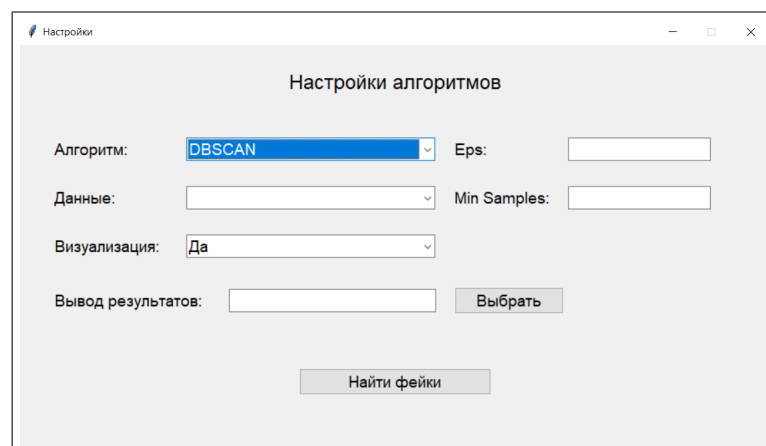 Настройки
Настройки алгоритмов
Алгоритм: DBSCAN Eps:
Данные: Min Samples:
Визуализация: Да
Вывод результатов: Выбрать
Найти фейки